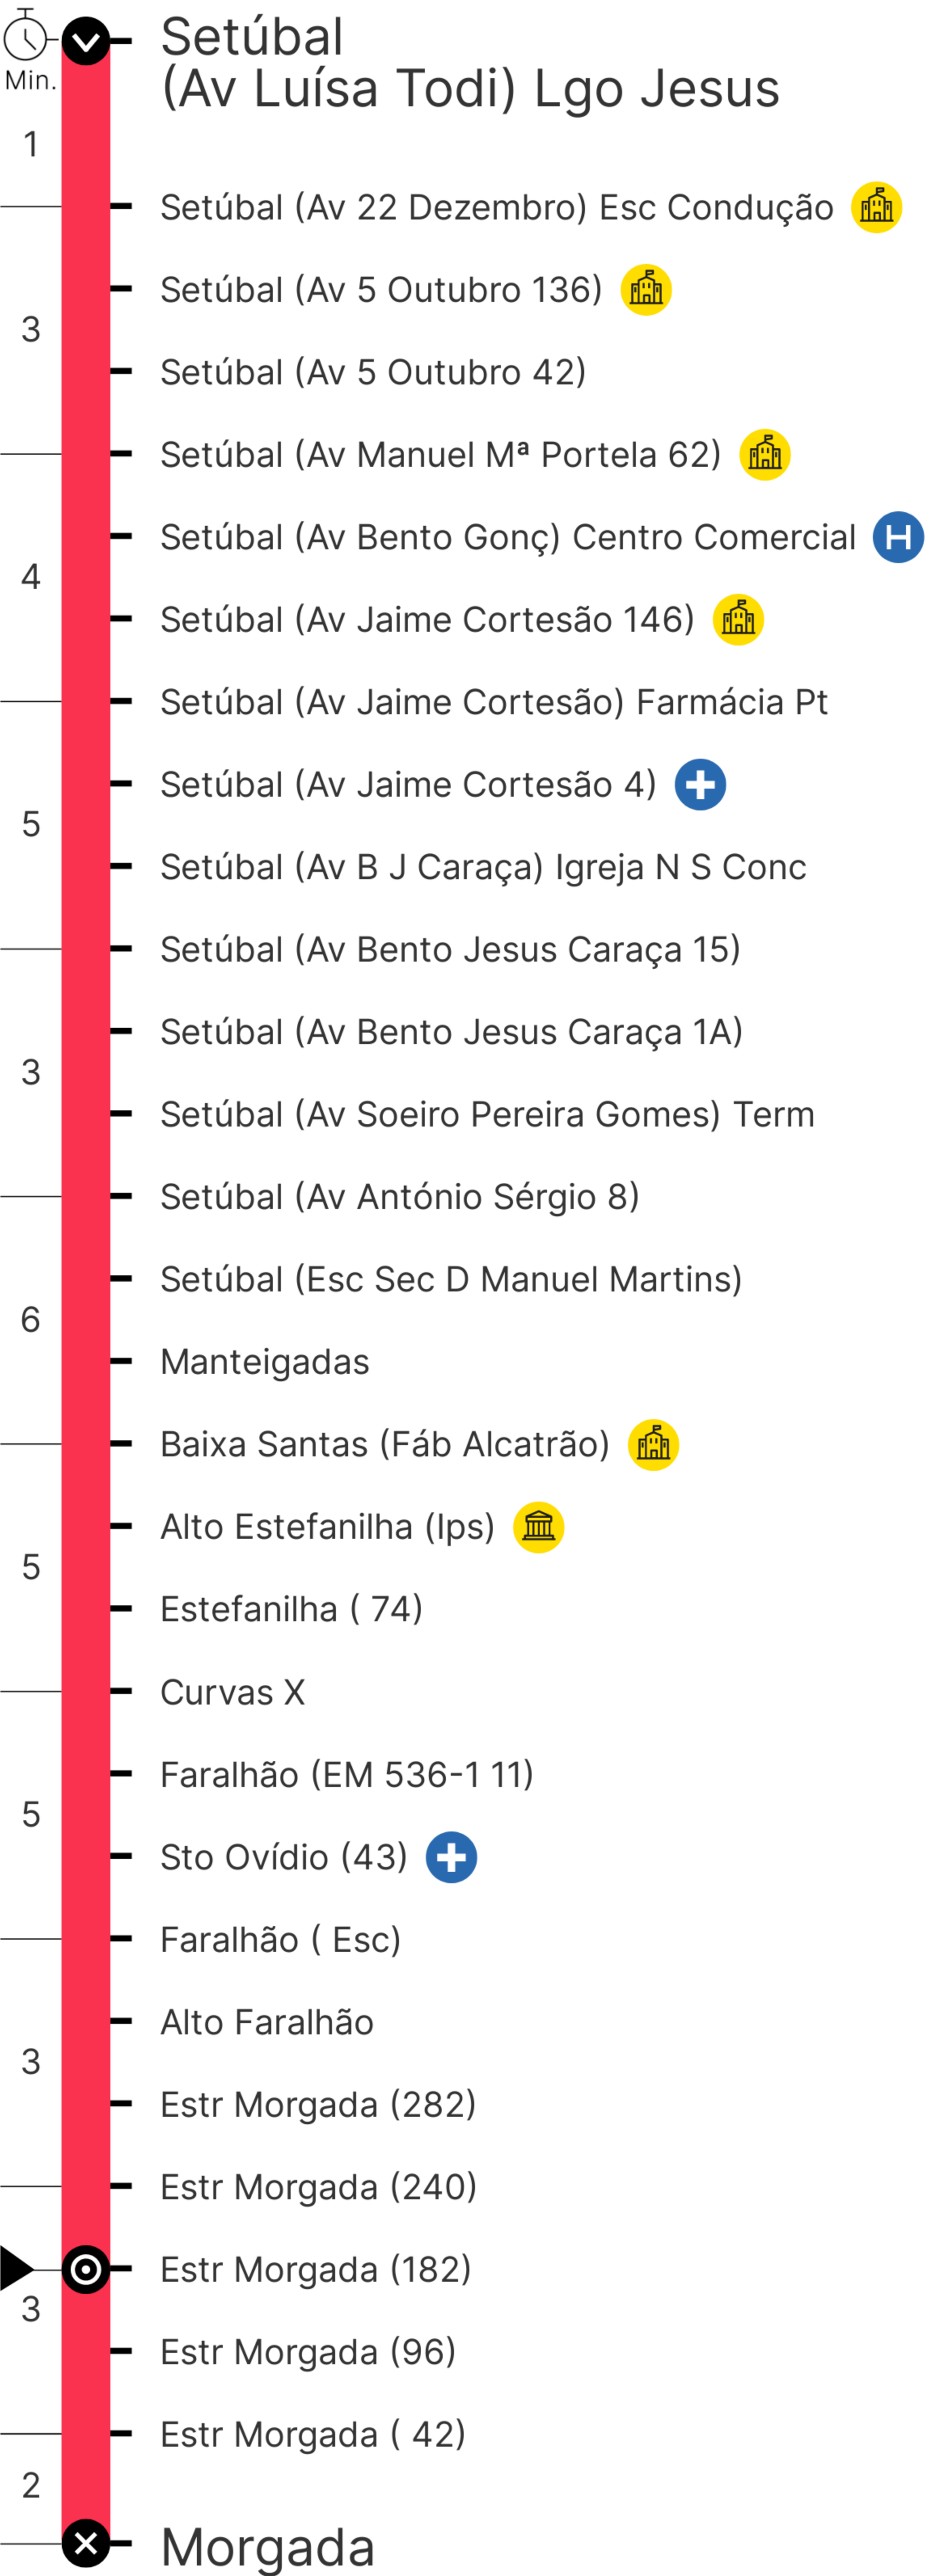 Setúbal
(Av Luísa Todi) Lgo Jesus
Min.
1
Setúbal (Av 22 Dezembro) Esc Condução
Setúbal (Av 5 Outubro 136)
3
Setúbal (Av 5 Outubro 42)
Setúbal (Av Manuel Mª Portela 62)
Setúbal (Av Bento Gonç) Centro Comercial H
4
Setúbal (Av Jaime Cortesão 146)
Setúbal (Av Jaime Cortesão) Farmácia Pt
Setúbal (Av Jaime Cortesão 4)
5
Setúbal (Av B J Caraça) Igreja N S Conc
Setúbal (Av Bento Jesus Caraça 15)
Setúbal (Av Bento Jesus Caraça 1A)
3
Setúbal (Av Soeiro Pereira Gomes) Term
Setúbal (Av António Sérgio 8)
Setúbal (Esc Sec D Manuel Martins)
6
Manteigadas
Baixa Santas (Fáb Alcatrão)
Alto Estefanilha (Ips)
5
Estefanilha ( 74)
Curvas X
Faralhão (EM 536-1 11)
5
Sto Ovídio (43)
Faralhão ( Esc)
Alto Faralhão
3
Estr Morgada (282)
Estr Morgada (240)
Estr Morgada (182)
3
Estr Morgada (96)
Estr Morgada ( 42)
2
Morgada